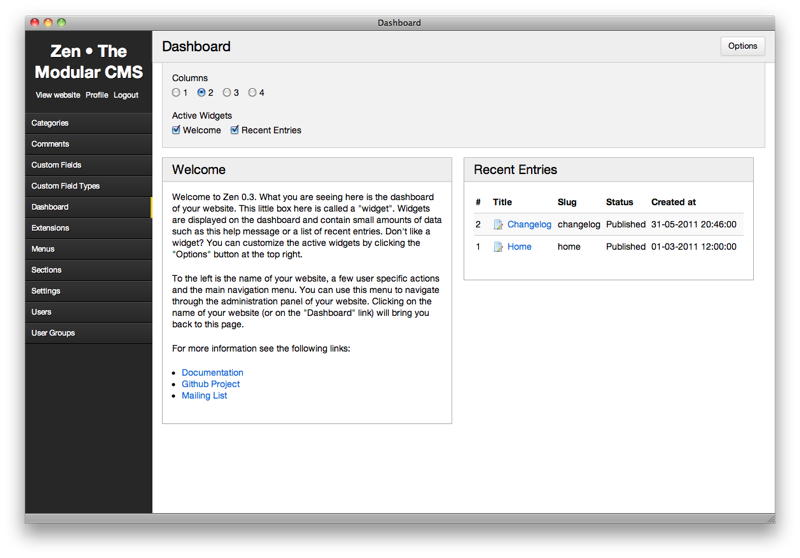 Dashboard
Zen • The
Modular CMS
View website Profile Logout
Categories
Comments
Custom Fields
Custom Field Types
Dashboard
Extensions
Menus
Sections
Settings
Users
User Groups
Dashboard
Options
Columns
1 2 3 4
Active Widgets
Welcome Recent Entries
Welcome
Welcome to Zen 0.3. What you are seeing here is the dashboard
of your website. This little box here is called a "widget". Widgets
are displayed on the dashboard and contain small amounts of data
such as this help message or a list of recent entries. Don't like a
widget? You can customize the active widgets by clicking the
"Options" button at the top right.
To the left is the name of your website, a few user specific actions
and the main navigation menu. You can use this menu to navigate
through the administration panel of your website. Clicking on the
name of your website (or on the "Dashboard" link) will bring you
back to this page.
For more information see the following links:
• Documentation
• Github Project
• Mailing List
Recent Entries
# Title Slug Status Created at
2 Changelog changelog Published 31-05-2011 20:46:00
1 Home home Published 01-03-2011 12:00:00